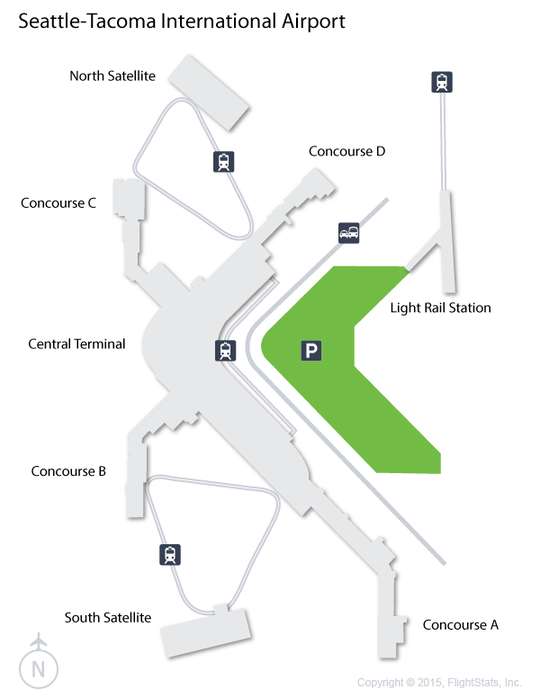 Seattle-Tacoma International Airport
North Satellite
Concourse D
Concourse C
Light Rail Station
Central Terminal
P
Concourse B
South Satellite
Concourse A
N
Copyright © 2015, FlightStats, Inc.